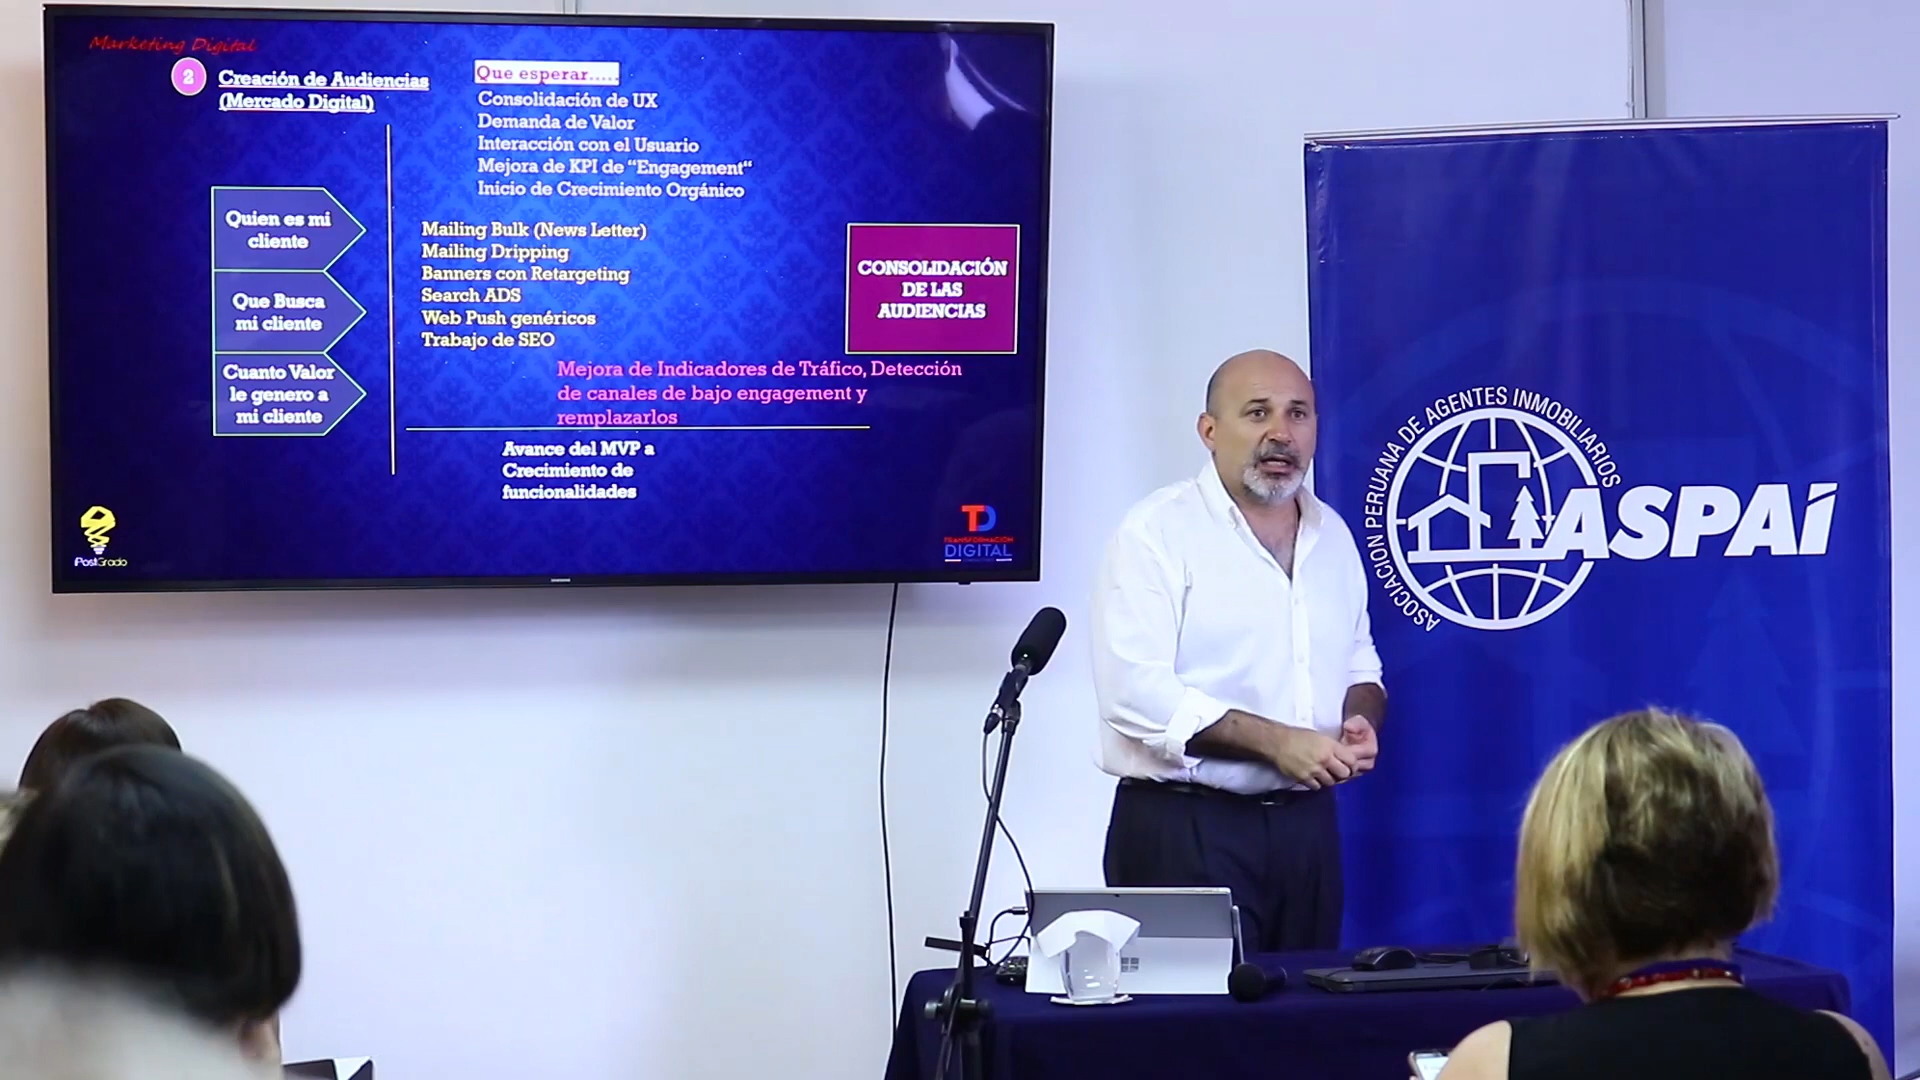 Marketing Digital
2
Creación de Audiencias
(Mercado Digital)
Que esperar.....
Consolidación de UX
Demanda de Valor
Interacción con el Usuario
Mejora de KPI de “Engagement“
Inicio de Crecimiento Orgánico
Quien es mi
cliente
Que Busca
mi cliente
Cuanto Valor
le genero a
mi cliente
Mailing Bulk (News Letter)
Mailing Dripping
Banners con Retargeting
Search ADS
Web Push genéricos
Trabajo de SEO
CONSOLIDACIÓN
DE LAS
AUDIENCIAS
Mejora de Indicadores de Tráfico, Detección
de canales de bajo engagement y
remplazarlos
Avance del MVP a
Crecimiento de
funcionalidades
iPostGrado
TD
TRANSFORMACIÓN
DIGITAL
SAMSUNG
ASOCIACION PERUANA DE AGENTES INMOBILIARIOS
ASPAÍ